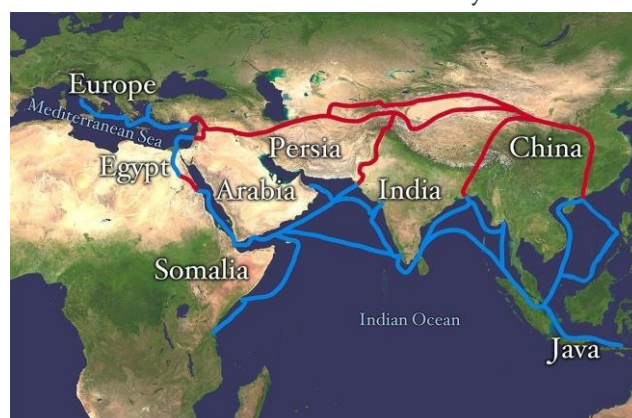 Europe
Mediterranean Sea
Egypt
Persia
China
Arabia
India
Somalia
Indian Ocean
Java